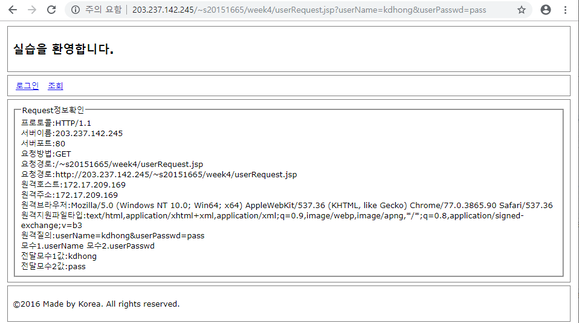 주의 요함 | 203.237.142.245/~s20151665/week4/userRequest.jsp?userName=kdhong&userPasswd=pass
실습을 환영합니다.
로그인 조회
Request정보확인
프로토콜:HTTP/1.1
서버이름:203.237.142.245
서버포트:80
요청방법:GET
요청경로:/~s20151665/week4/userRequest.jsp
요청경로:http://203.237.142.245/~s20151665/week4/userRequest.jsp
원격호스트:172.17.209.169
원격주소:172.17.209.169
원격브라우저:Mozilla/5.0 (Windows NT 10.0; Win64; x64) AppleWebKit/537.36 (KHTML, like Gecko) Chrome/77.0.3865.90 Safari/537.36
원격지원파일타입:text/html,application/xhtml+xml,application/xml;q=0.9,image/webp,image/apng,*/*;q=0.8,application/signed-
exchange;v=b3
원격질의:userName=kdhong&userPasswd=pass
모수1.userName 모수2.userPasswd
전달모수1값:kdhong
전달모수2값:pass
©2016 Made by Korea. All rights reserved.